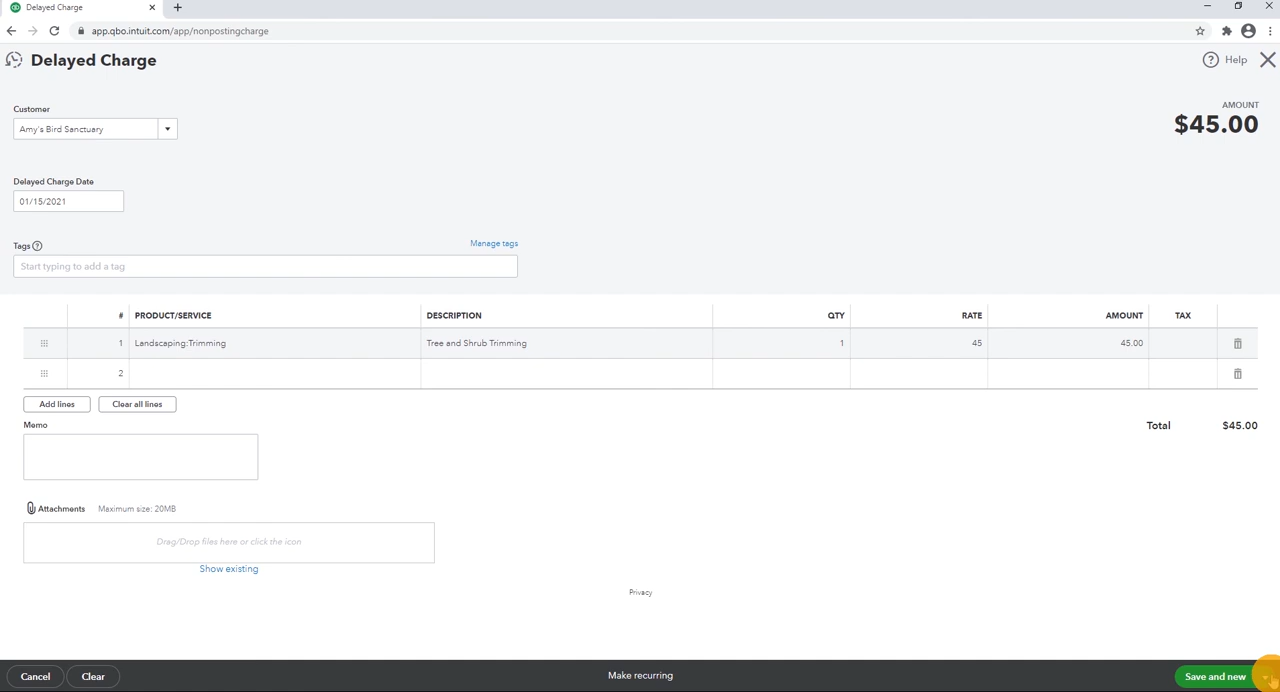 Delayed Charge
app.qbo.intuit.com/app/nonpostingcharge
Delayed Charge
Help
Customer
AMOUNT
Amy's Bird Sanctuary
$45.00
Delayed Charge Date
01/15/2021
Tags
Manage tags
Start typing to add a tag
# PRODUCT/SERVICE DESCRIPTION QTY RATE AMOUNT TAX
1 Landscaping:Trimming Tree and Shrub Trimming 1 45 45.00
2
Add lines Clear all lines
Memo
Total $45.00
Attachments Maximum size: 20MB
Drag/Drop files here or click the icon
Show existing
Privacy
Cancel Clear Make recurring Save and new